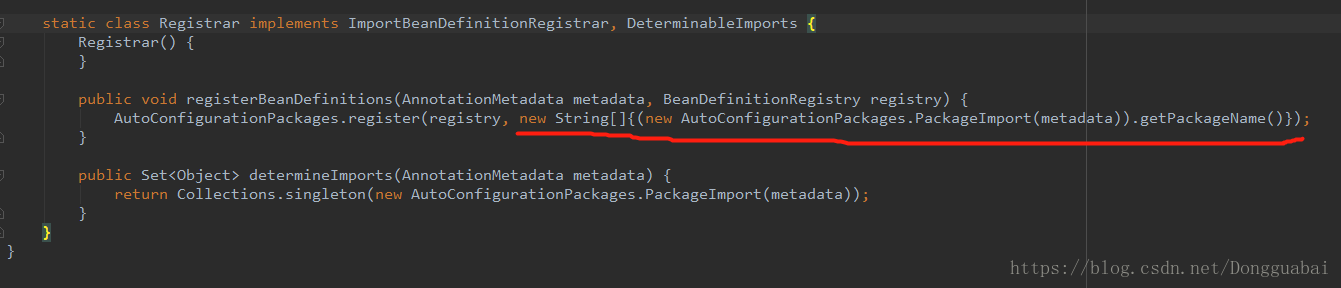 static class Registrar implements ImportBeanDefinitionRegistrar, DeterminableImports {
Registrar() {
}
public void registerBeanDefinitions(AnnotationMetadata metadata, BeanDefinitionRegistry registry) {
AutoConfigurationPackages.register(registry, new String[]{(new AutoConfigurationPackages.PackageImport(metadata)).getPackageName()});
}
public Set<Object> determineImports(AnnotationMetadata metadata) {
return Collections.singleton(new AutoConfigurationPackages.PackageImport(metadata));
}
}
}
https://blog.csdn.net/Dongguabai